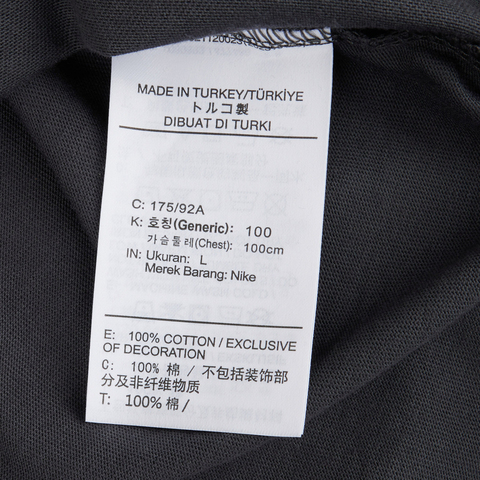 MADE IN TURKEY/TÜRKİYE
トルコ製
DIBUAT DI TURKI
C: 175/92A
K: 호칭(Generic): 100
가슴둘레(Chest): 100cm
IN: Ukuran: L
Merek Barang: Nike
E: 100% COTTON / EXCLUSIVE
OF DECORATION
C: 100% 棉 / 不包括装饰部
分及非纤维物质
T: 100% 棉 /